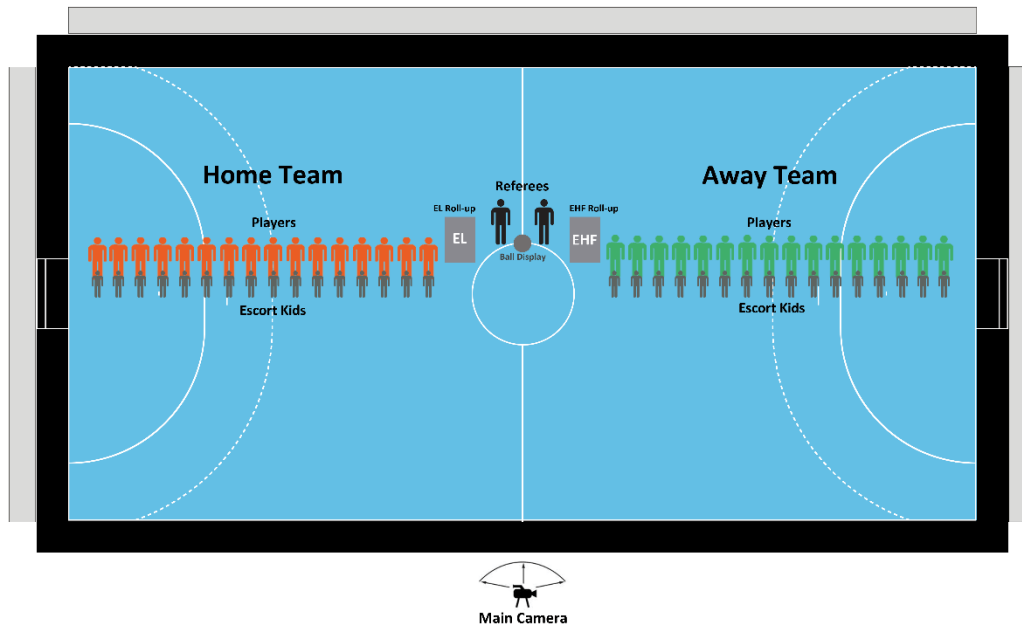 Home Team
Away Team
Referees
EL Roll-up
EHF Roll-up
Players
Players
EL
EHF
Ball Display
Escort Kids
Escort Kids
Main Camera